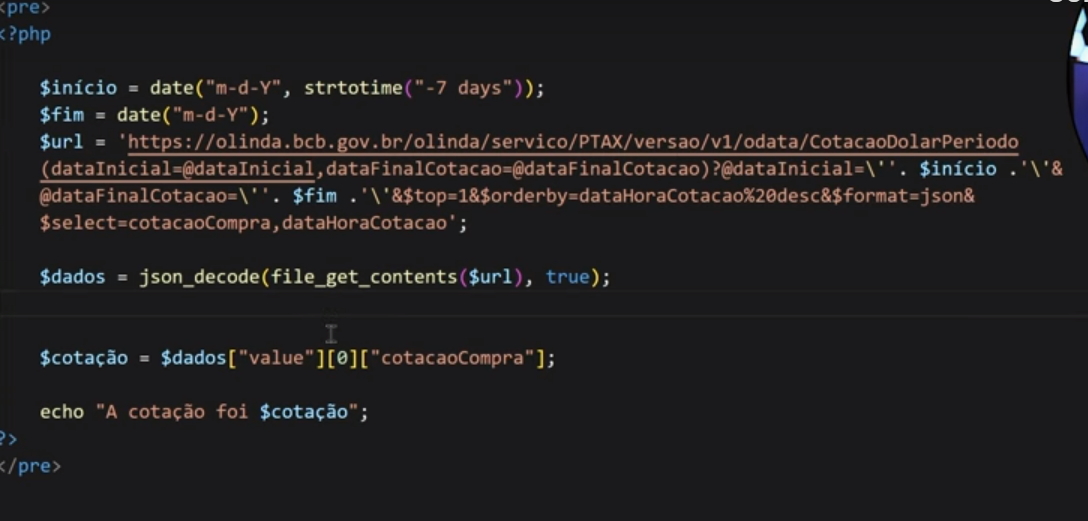 <pre>
<?php
$início = date("m-d-Y", strtotime("-7 days"));
$fim = date("m-d-Y");
$url = 'https://olinda.bcb.gov.br/olinda/servico/PTAX/versao/v1/odata/CotacaoDolarPeriodo
(dataInicial=@dataInicial,dataFinalCotacao=@dataFinalCotacao)?@dataInicial=\''. $início .'\'&
@dataFinalCotacao=\''. $fim .'\'&$top=1&$orderby=dataHoraCotacao%20desc&$format=json&
$select=cotacaoCompra,dataHoraCotacao';
$dados = json_decode(file_get_contents($url), true);
$cotação = $dados["value"][0]["cotacaoCompra"];
echo "A cotação foi $cotação";
?>
</pre>